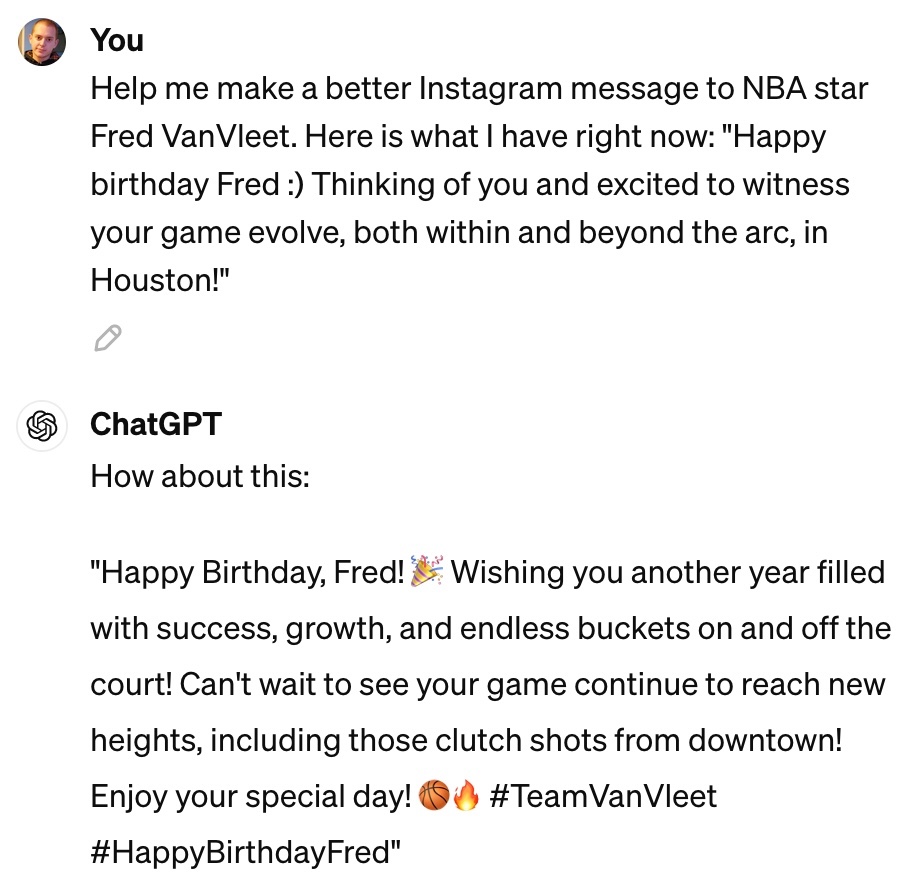 You
Help me make a better Instagram message to NBA star
Fred VanVleet. Here is what I have right now: "Happy
birthday Fred :) Thinking of you and excited to witness
your game evolve, both within and beyond the arc, in
Houston!"
ChatGPT
How about this:
"Happy Birthday, Fred!🎉 Wishing you another year filled
with success, growth, and endless buckets on and off the
court! Can't wait to see your game continue to reach new
heights, including those clutch shots from downtown!
Enjoy your special day! 🏀🔥 #TeamVanVleet
#HappyBirthdayFred"